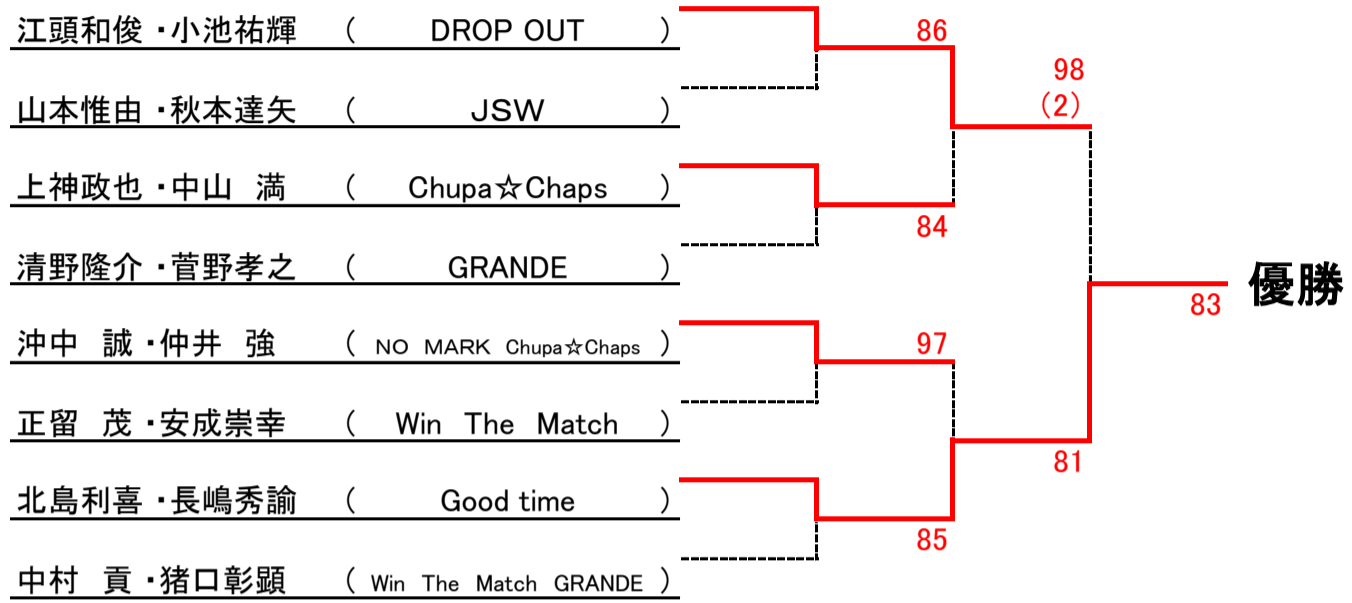 江頭和俊・小池祐輝 ( DROP OUT ) 86
98
山本惟由・秋本達矢 ( JSW ) (2)
上神政也・中山 満 ( Chupa☆Chaps ) 84
清野隆介・菅野孝之 ( GRANDE ) 優勝
83
沖中 誠・仲井 強 ( NO MARK Chupa☆Chaps ) 97
正留 茂・安成崇幸 ( Win The Match )
81
北島利喜・長嶋秀諭 ( Good time )
85
中村 貢・猪口彰顕 ( Win The Match GRANDE )